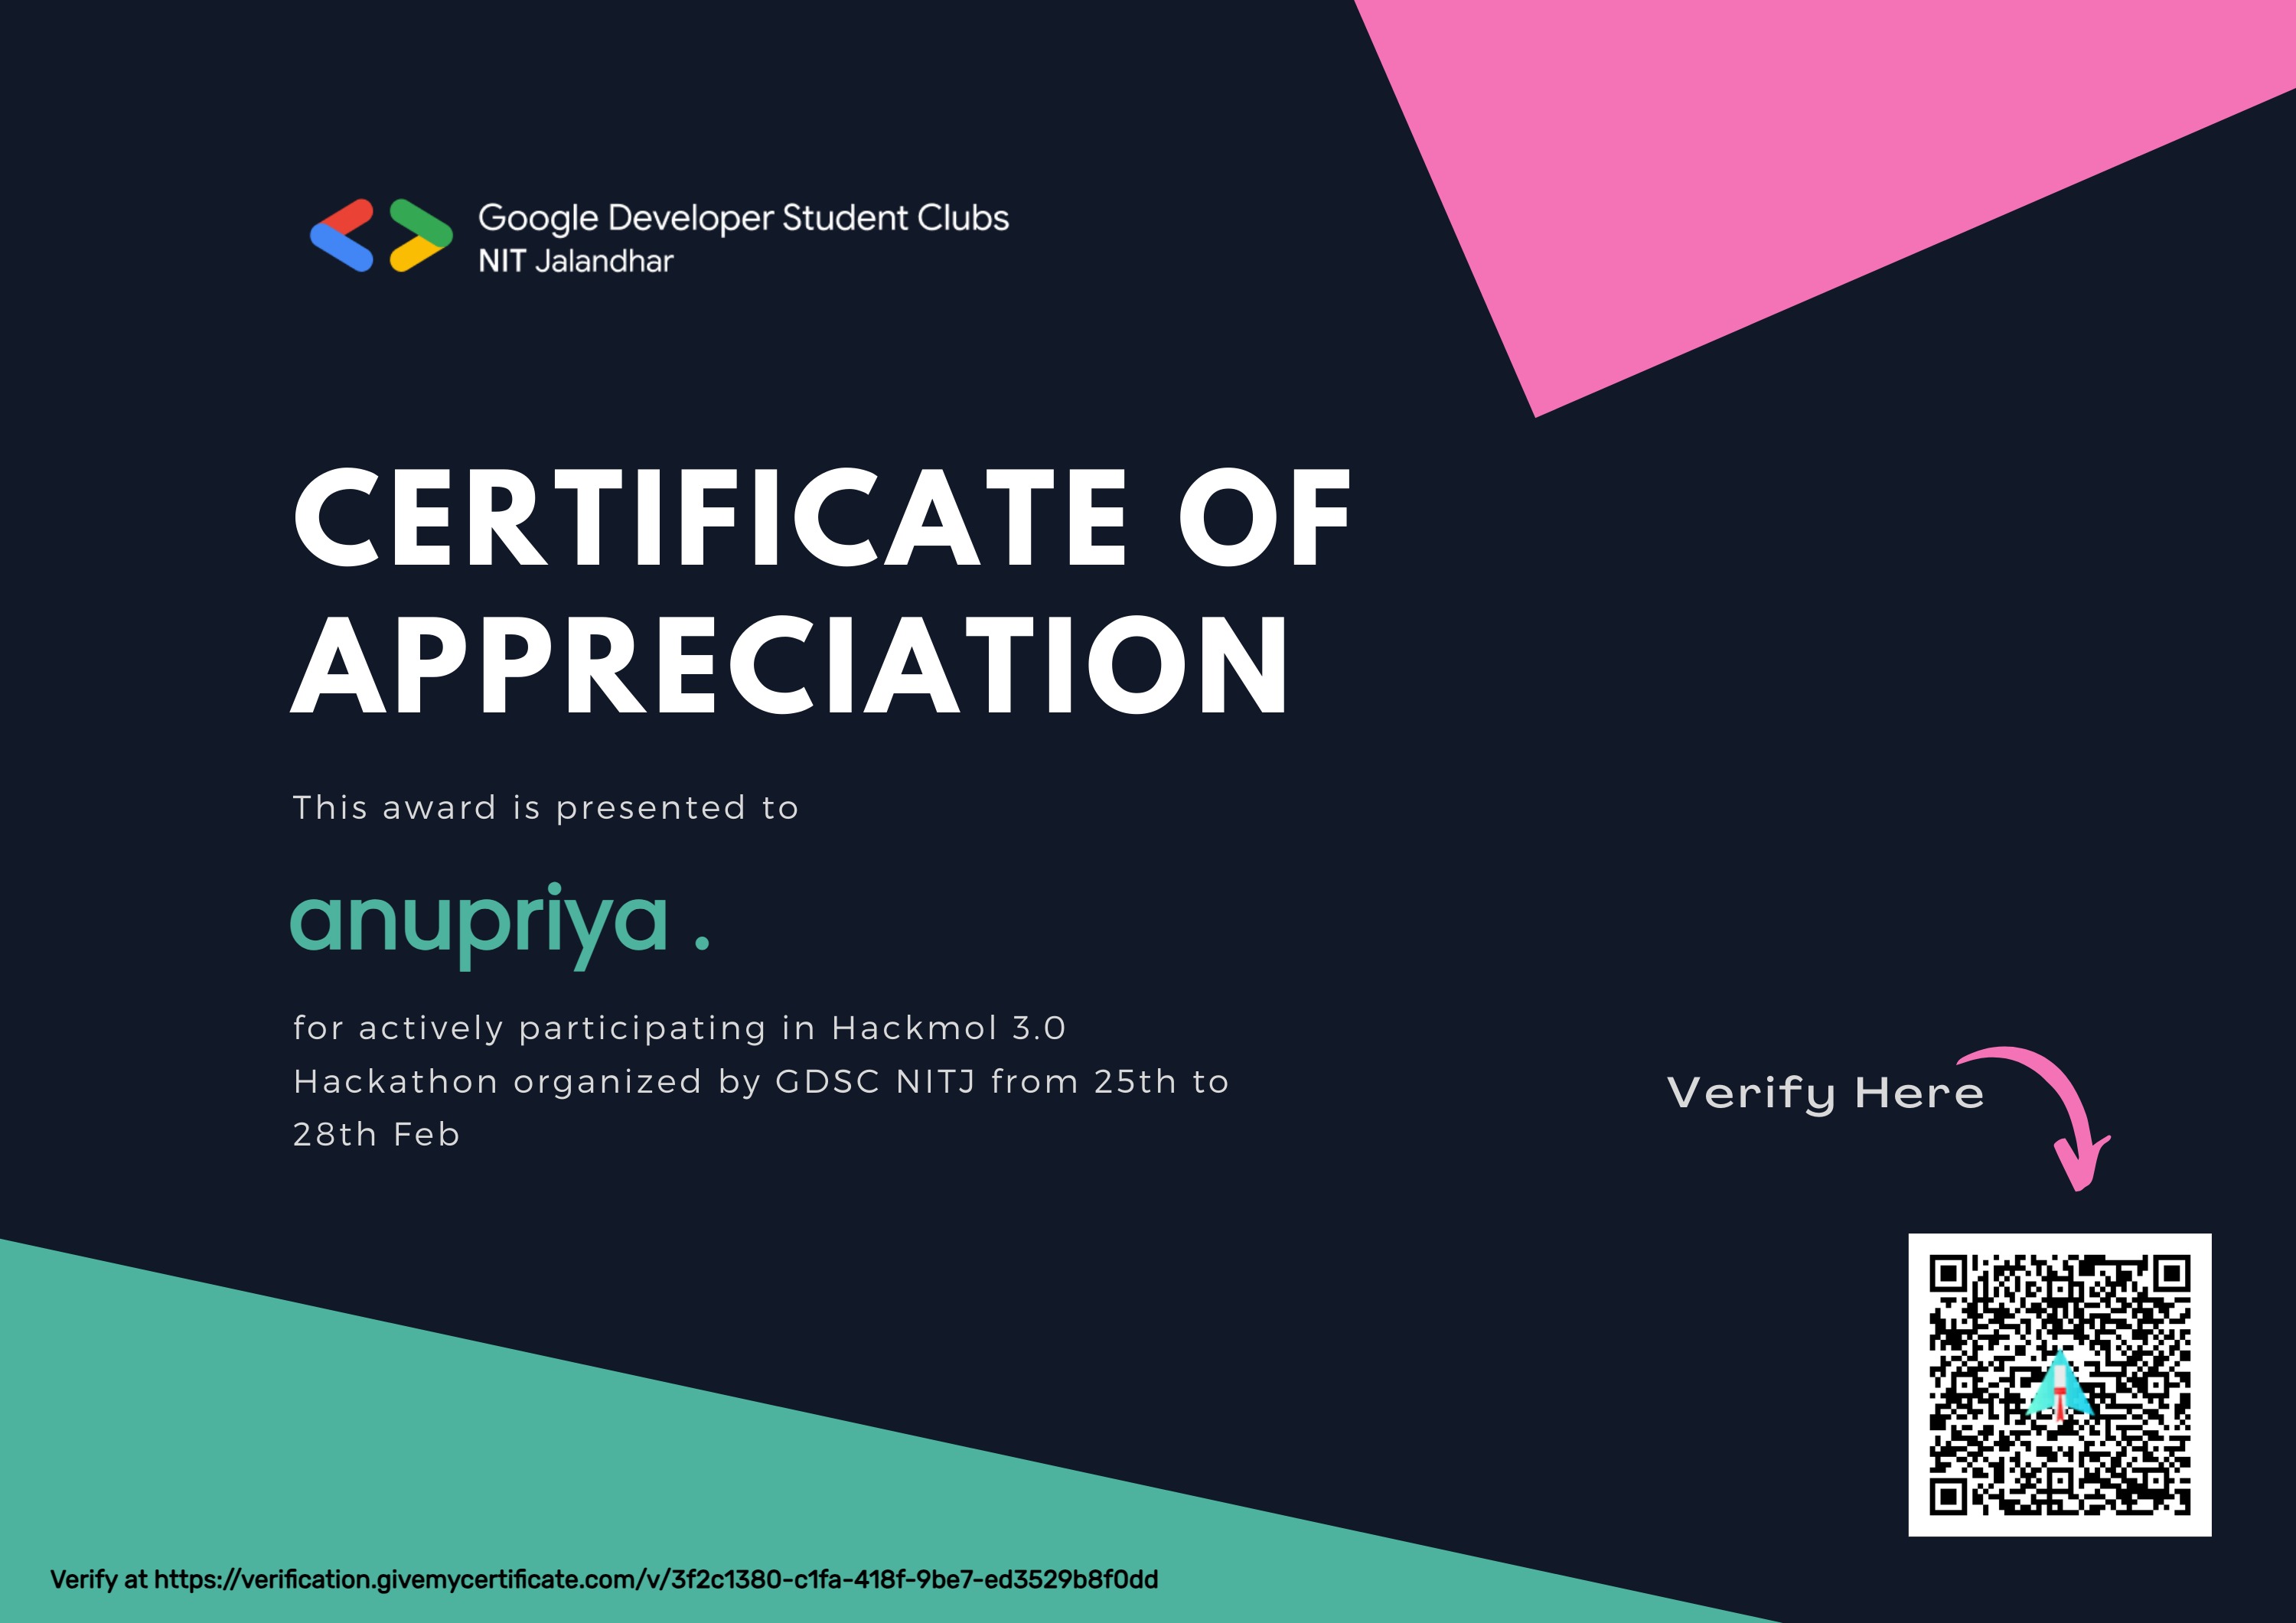 Google Developer Student Clubs
NIT Jalandhar
CERTIFICATE OF
APPRECIATION
This award is presented to
anupriya .
for actively participating in Hackmol 3.0
Hackathon organized by GDSC NITJ from 25th to
28th Feb
Verify Here
Verify at https://verification.givemycertificate.com/v/3f2c1380-c1fa-418f-9be7-ed3529b8f0dd